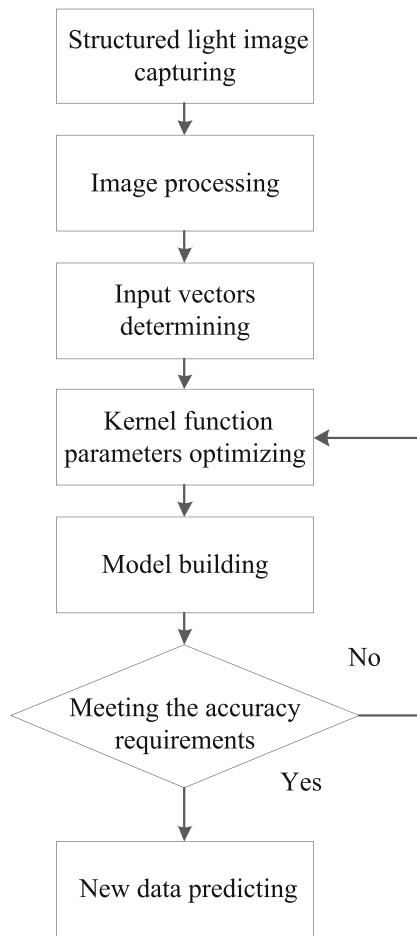 Structured light image
capturing
Image processing
Input vectors
determining
Kernel function
parameters optimizing
Model building
No
Meeting the accuracy
requirements
Yes
New data predicting